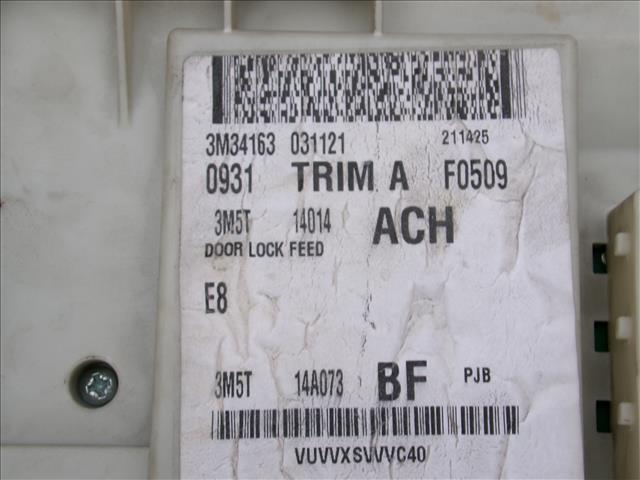 3M34163 031121 211425
0931 TRIM A F0509
3M5T 14014 ACH
DOOR LOCK FEED
E8
3M5T 14A073 BF PJB
VUVVXSVVVC40